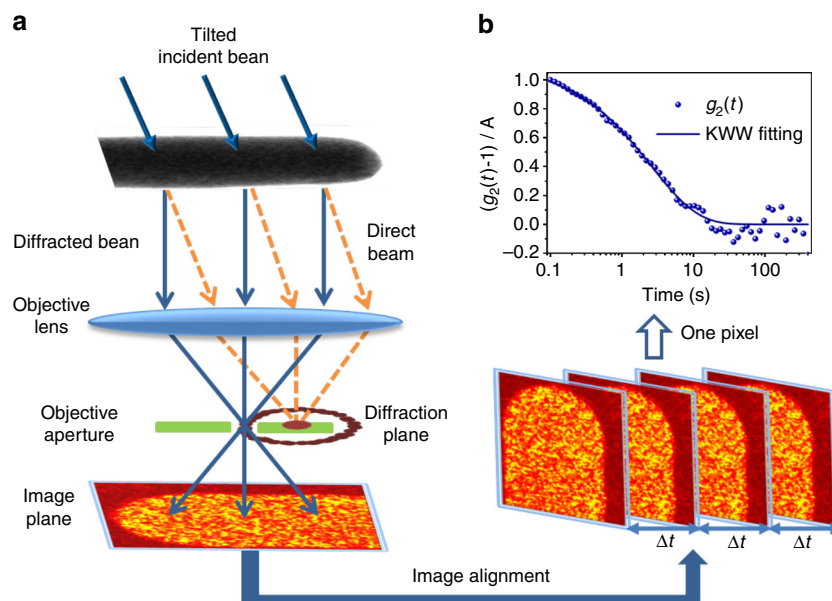 a
Tilted
incident bean
Diffracted bean
Direct
beam
Objective
lens
Objective
aperture
Diffraction
plane
Image
plane
Image alignment
b
1.0
0.8
0.6
0.4
0.2
0.0
–0.2
(g2(t)-1) / A
g2(t)
KWW fitting
0.1
1
10
100
Time (s)
One pixel
Δt
Δt
Δt